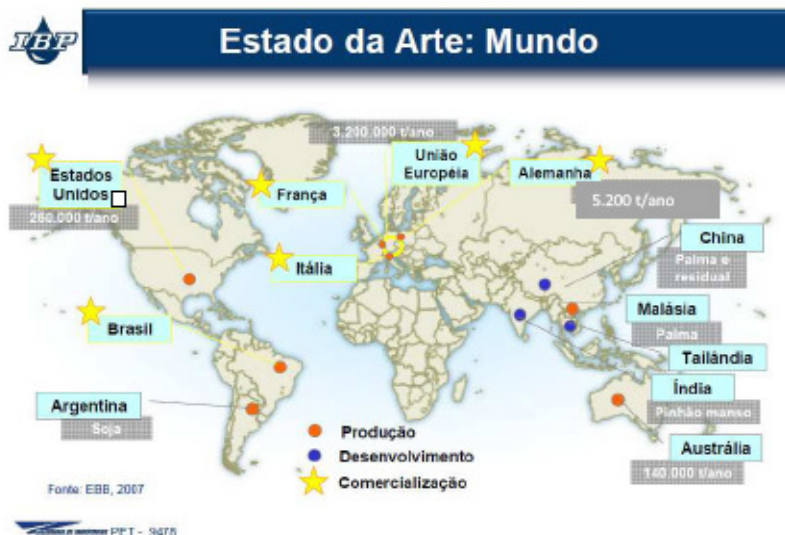 IBP
Estado da Arte: Mundo
3.200.000 t/ano
Estados
Unidos
260.000 t/ano
França
União
Européia
Alemanha
5.200 t/ano
China
Palma e
residual
Itália
Malásia
Palma
Brasil
Tailândia
Índia
Pinhão manso
Argentina
Soja
Austrália
140.000 t/ano
Produção
Desenvolvimento
Comercialização
Fonte: EBB, 2007
PET - 9478